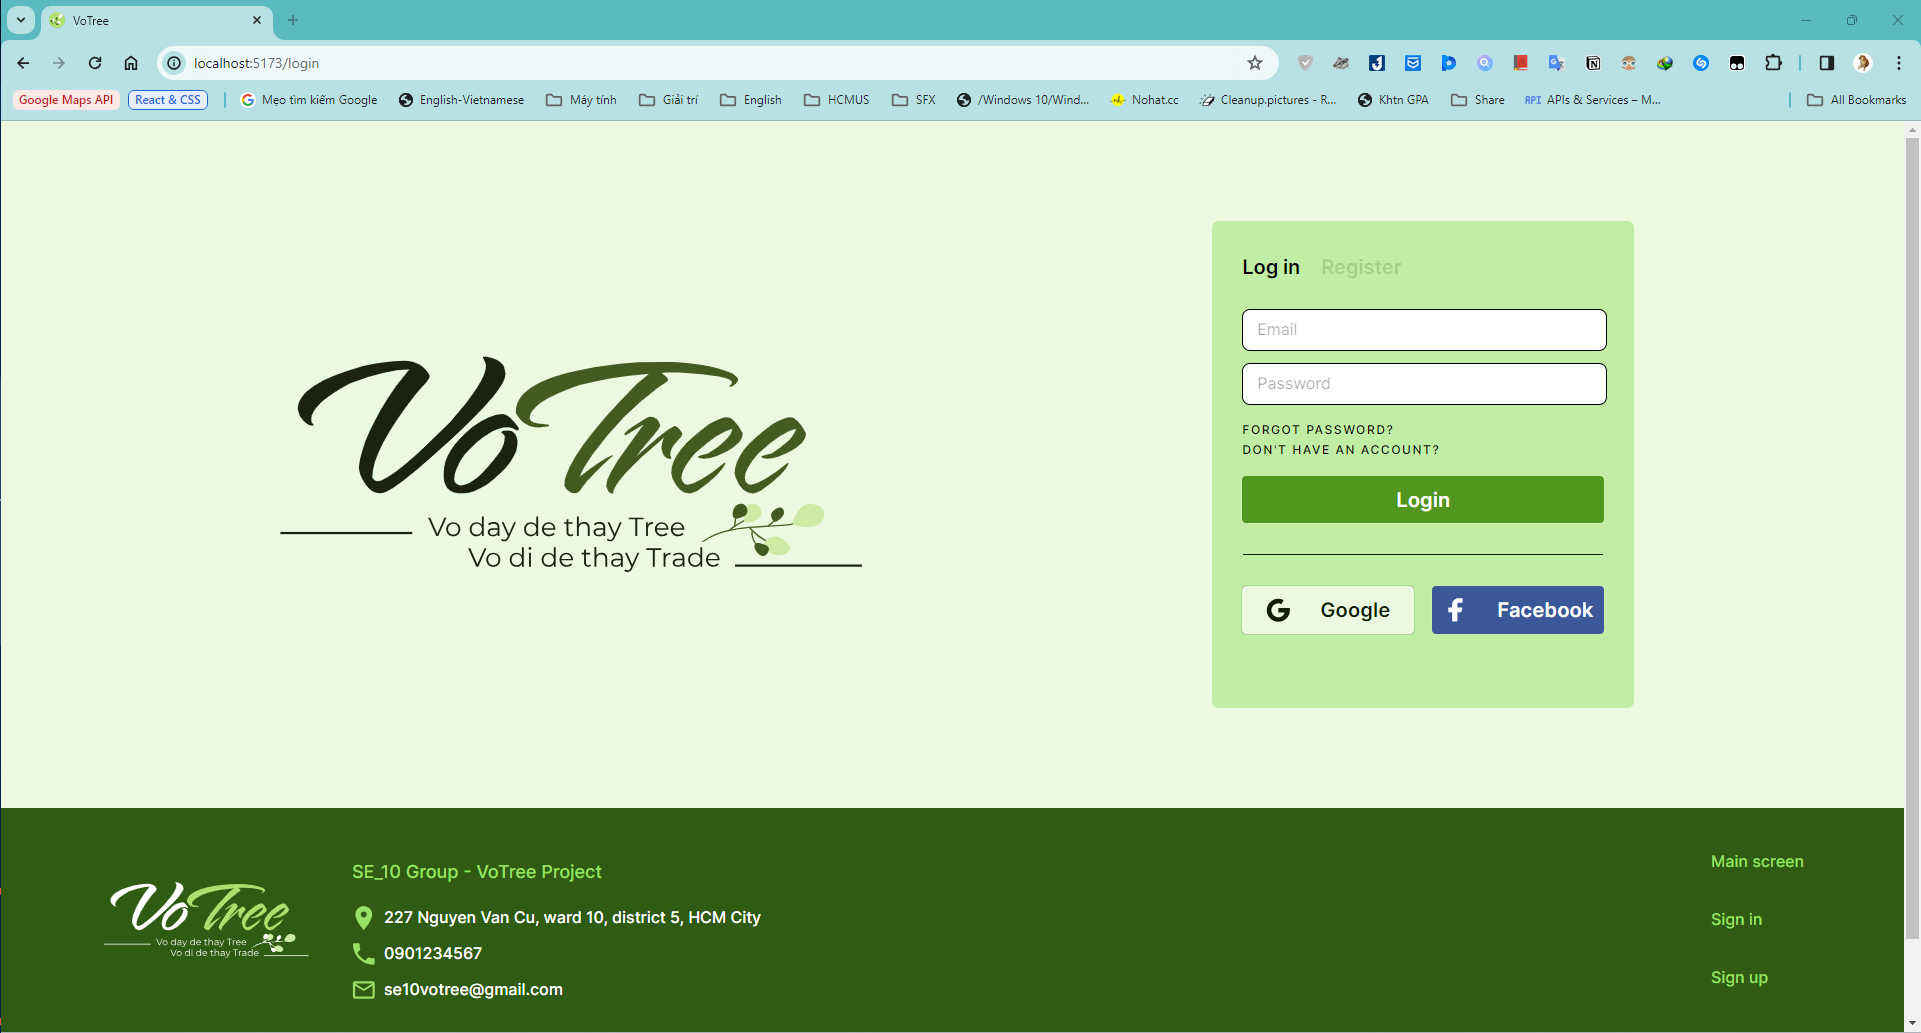 VoTree
localhost:5173/login
Google Maps API
React & CSS
Mẹo tìm kiếm Google
English-Vietnamese
Máy tính
Giải trí
English
HCMUS
SFX
/Windows 10/Wind...
Nohat.cc
Cleanup.pictures - R...
Khtn GPA
Share
API
APIs & Services – M...
All Bookmarks
Log in Register
Email
Password
FORGOT PASSWORD?
DON'T HAVE AN ACCOUNT?
Login
Google
Facebook
VoTree
Vo day de thay Tree
Vo di de thay Trade
VoTree
Vo day de thay Tree
Vo di de thay Trade
SE_10 Group - VoTree Project
227 Nguyen Van Cu, ward 10, district 5, HCM City
0901234567
se10votree@gmail.com
Main screen
Sign in
Sign up